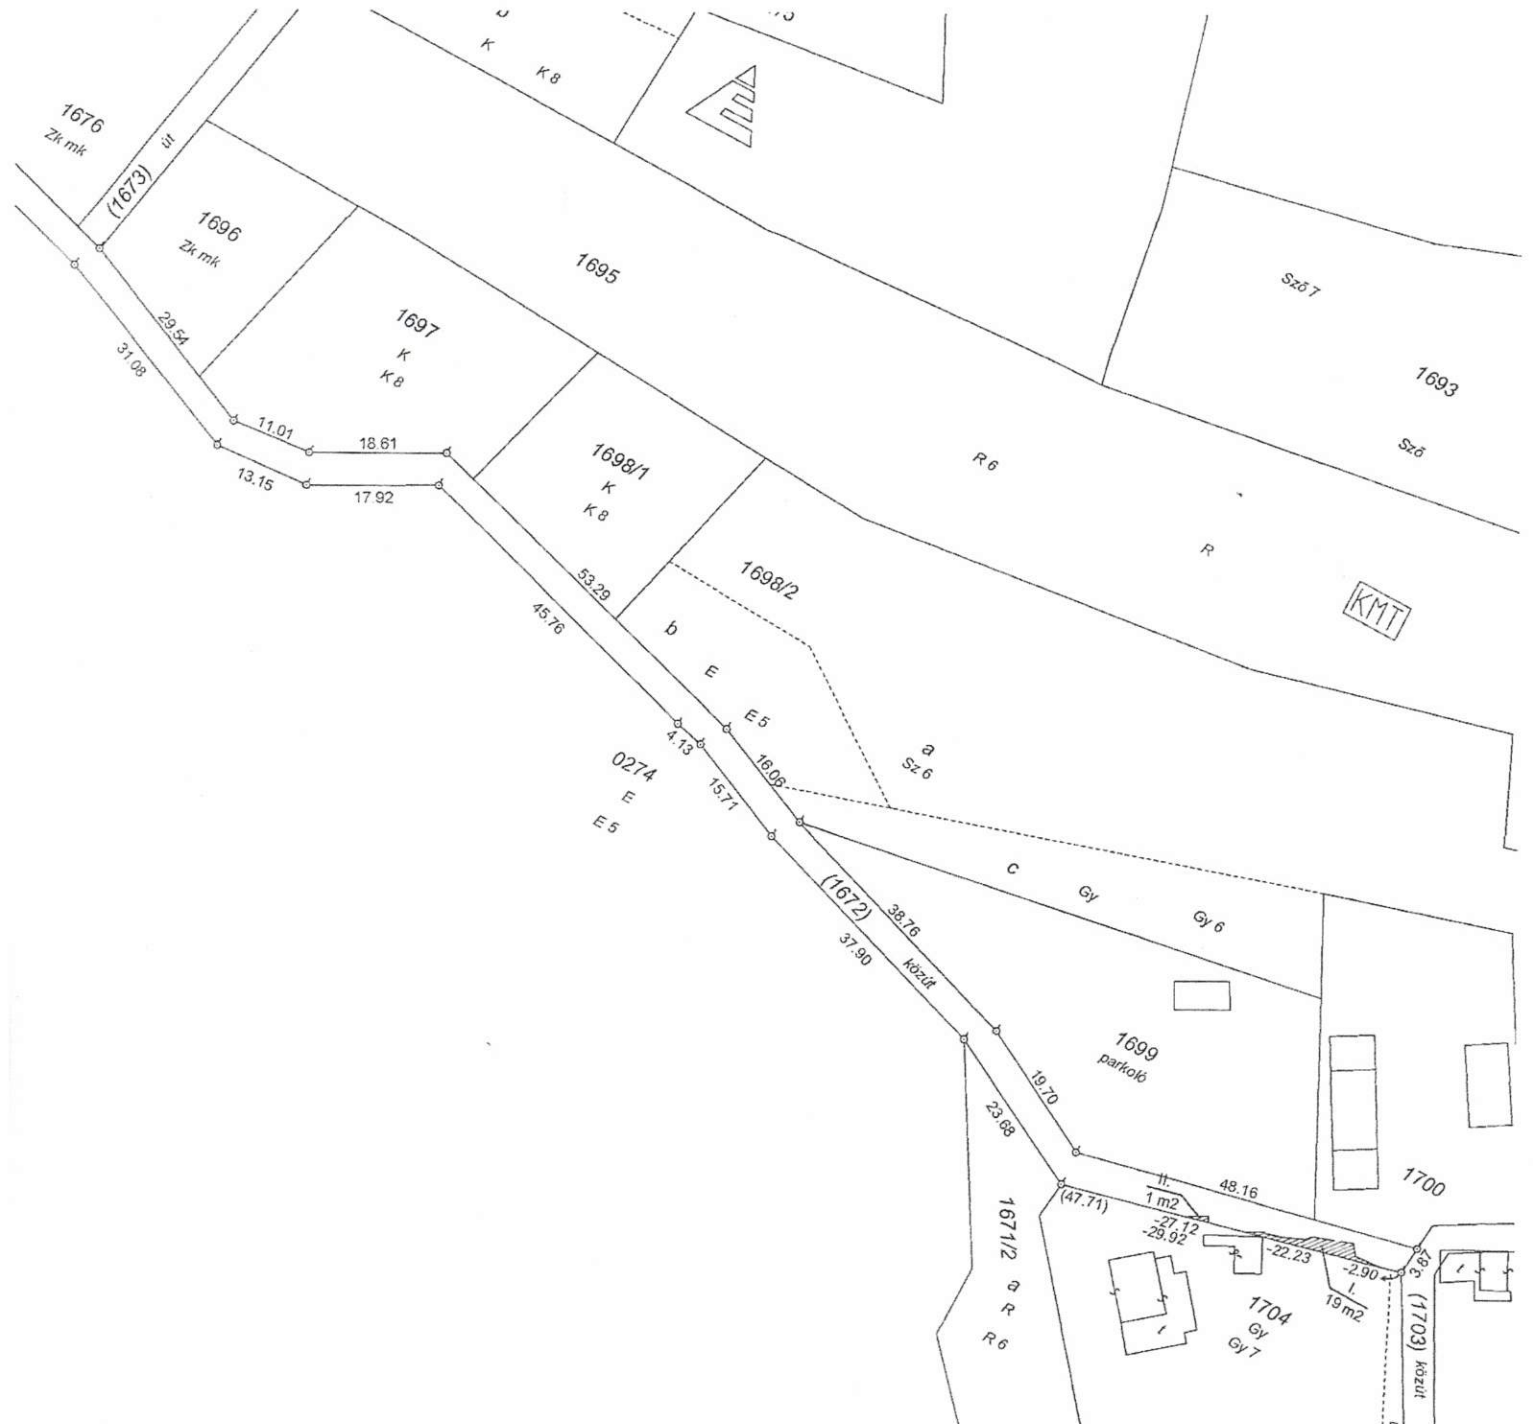 K
K 8
1676
Zk mk
(1673) út
1696
Zk mk
1695
1697
K
K 8
Sző 7
1693
Sző
29.54
31.08
11.01
18.61
13.15
17.92
1698/1
K
K 8
R 6
R
KMT
1698/2
53.29
45.76
b
E
E 5
a
Sz 6
4.13
16.06
15.71
0274
E
E 5
c
Gy
Gy 6
(1672)
közút
38.76
37.90
1699
parkoló
19.70
23.68
1700
II.
1 m2
48.16
(47.71)
-27.12
-29.92
-22.23
-2.90
3.87
I.
19 m2
1671/2
a
R
R 6
1704
Gy
Gy 7
(1703) közút